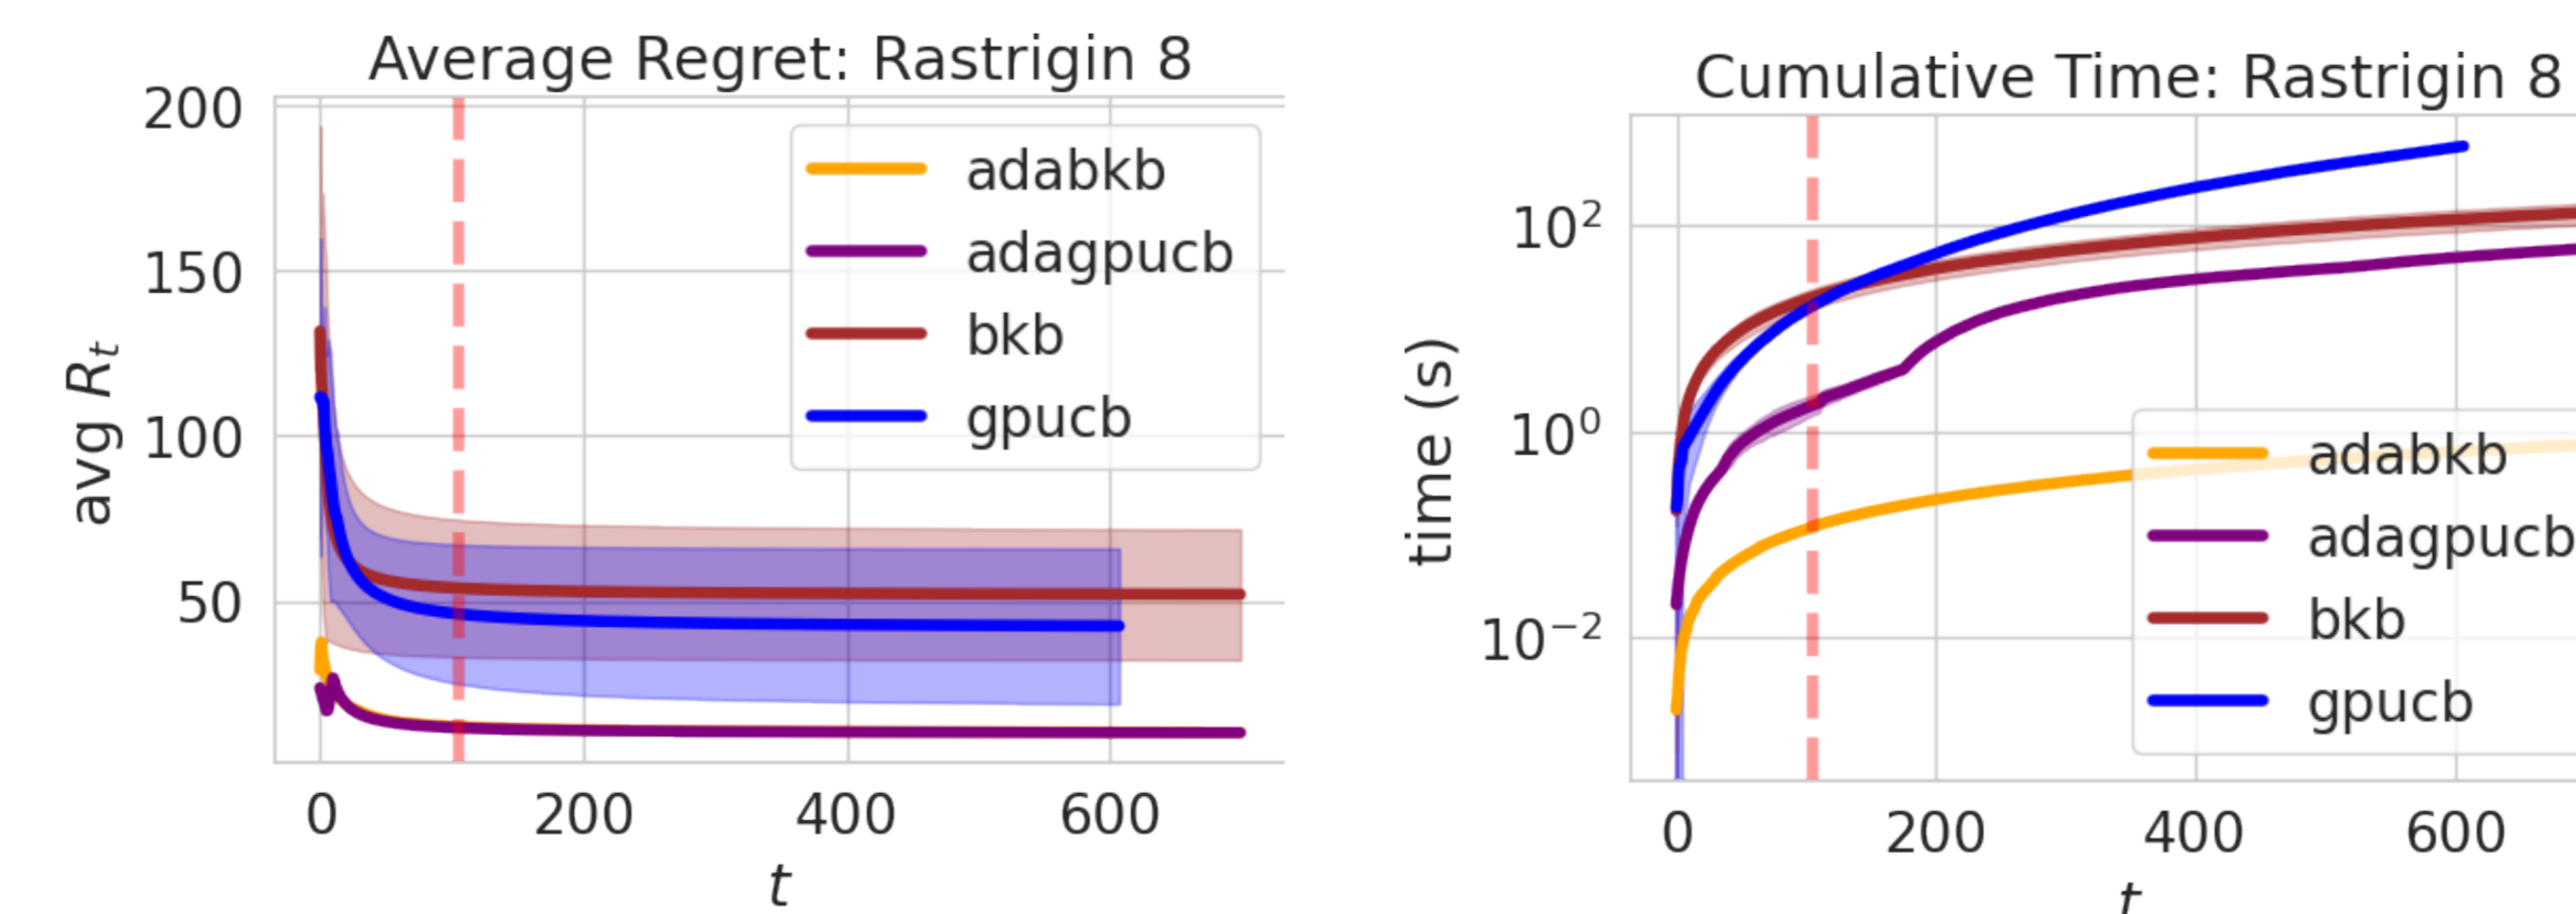 Average Regret: Rastrigin 8
200
150
100
50
avg R_t
adabkb
adagpucb
bkb
gpucb
0 200 400 600
t
Cumulative Time: Rastrigin 8
10^2
10^0
10^{-2}
time (s)
adabkb
adagpucb
bkb
gpucb
0 200 400 600
t